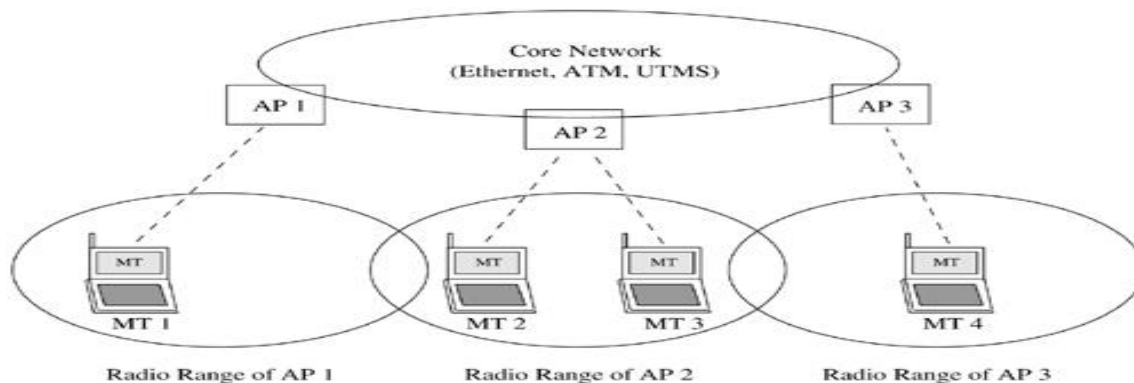 Core Network
(Ethernet, ATM, UTMS)
AP 1
AP 2
AP 3
MT
MT
MT
MT
MT 1
MT 2
MT 3
MT 4
Radio Range of AP 1
Radio Range of AP 2
Radio Range of AP 3